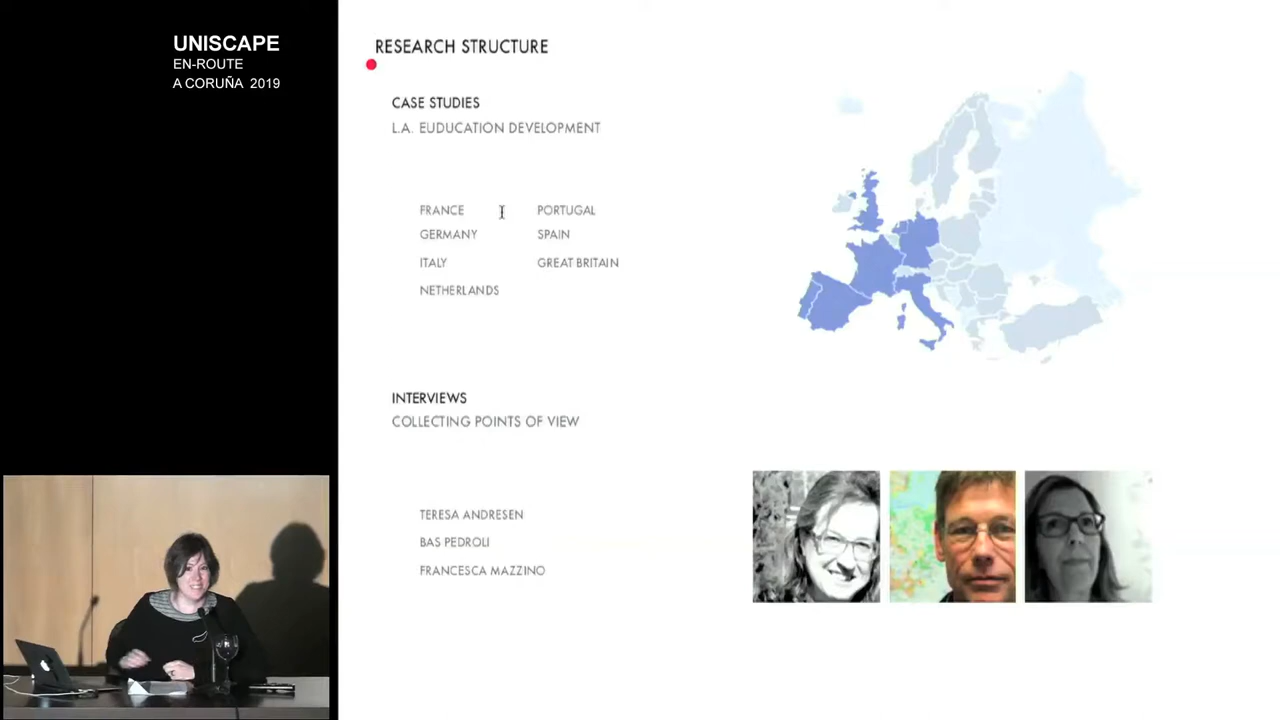 UNISCAPE
EN-ROUTE
A CORUÑA 2019
RESEARCH STRUCTURE
CASE STUDIES
L.A. EUDUCATION DEVELOPMENT
FRANCE
GERMANY
ITALY
NETHERLANDS
PORTUGAL
SPAIN
GREAT BRITAIN
INTERVIEWS
COLLECTING POINTS OF VIEW
TERESA ANDRESEN
BAS PEDROLI
FRANCESCA MAZZINO